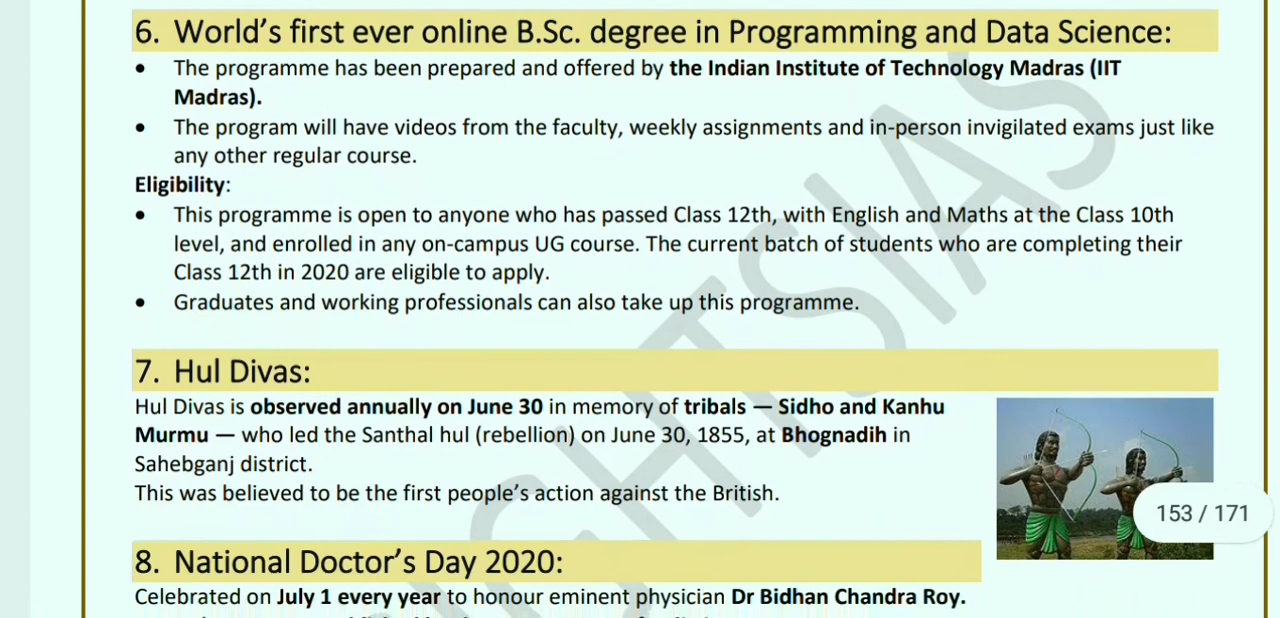 6. World's first ever online B.Sc. degree in Programming and Data Science:
• The programme has been prepared and offered by the Indian Institute of Technology Madras (IIT
Madras).
• The program will have videos from the faculty, weekly assignments and in-person invigilated exams just like
any other regular course.
Eligibility:
• This programme is open to anyone who has passed Class 12th, with English and Maths at the Class 10th
level, and enrolled in any on-campus UG course. The current batch of students who are completing their
Class 12th in 2020 are eligible to apply.
• Graduates and working professionals can also take up this programme.
7. Hul Divas:
Hul Divas is observed annually on June 30 in memory of tribals — Sidho and Kanhu
Murmu — who led the Santhal hul (rebellion) on June 30, 1855, at Bhognadih in
Sahebganj district.
This was believed to be the first people's action against the British.
153 / 171
8. National Doctor's Day 2020:
Celebrated on July 1 every year to honour eminent physician Dr Bidhan Chandra Roy.
GHTSIAS